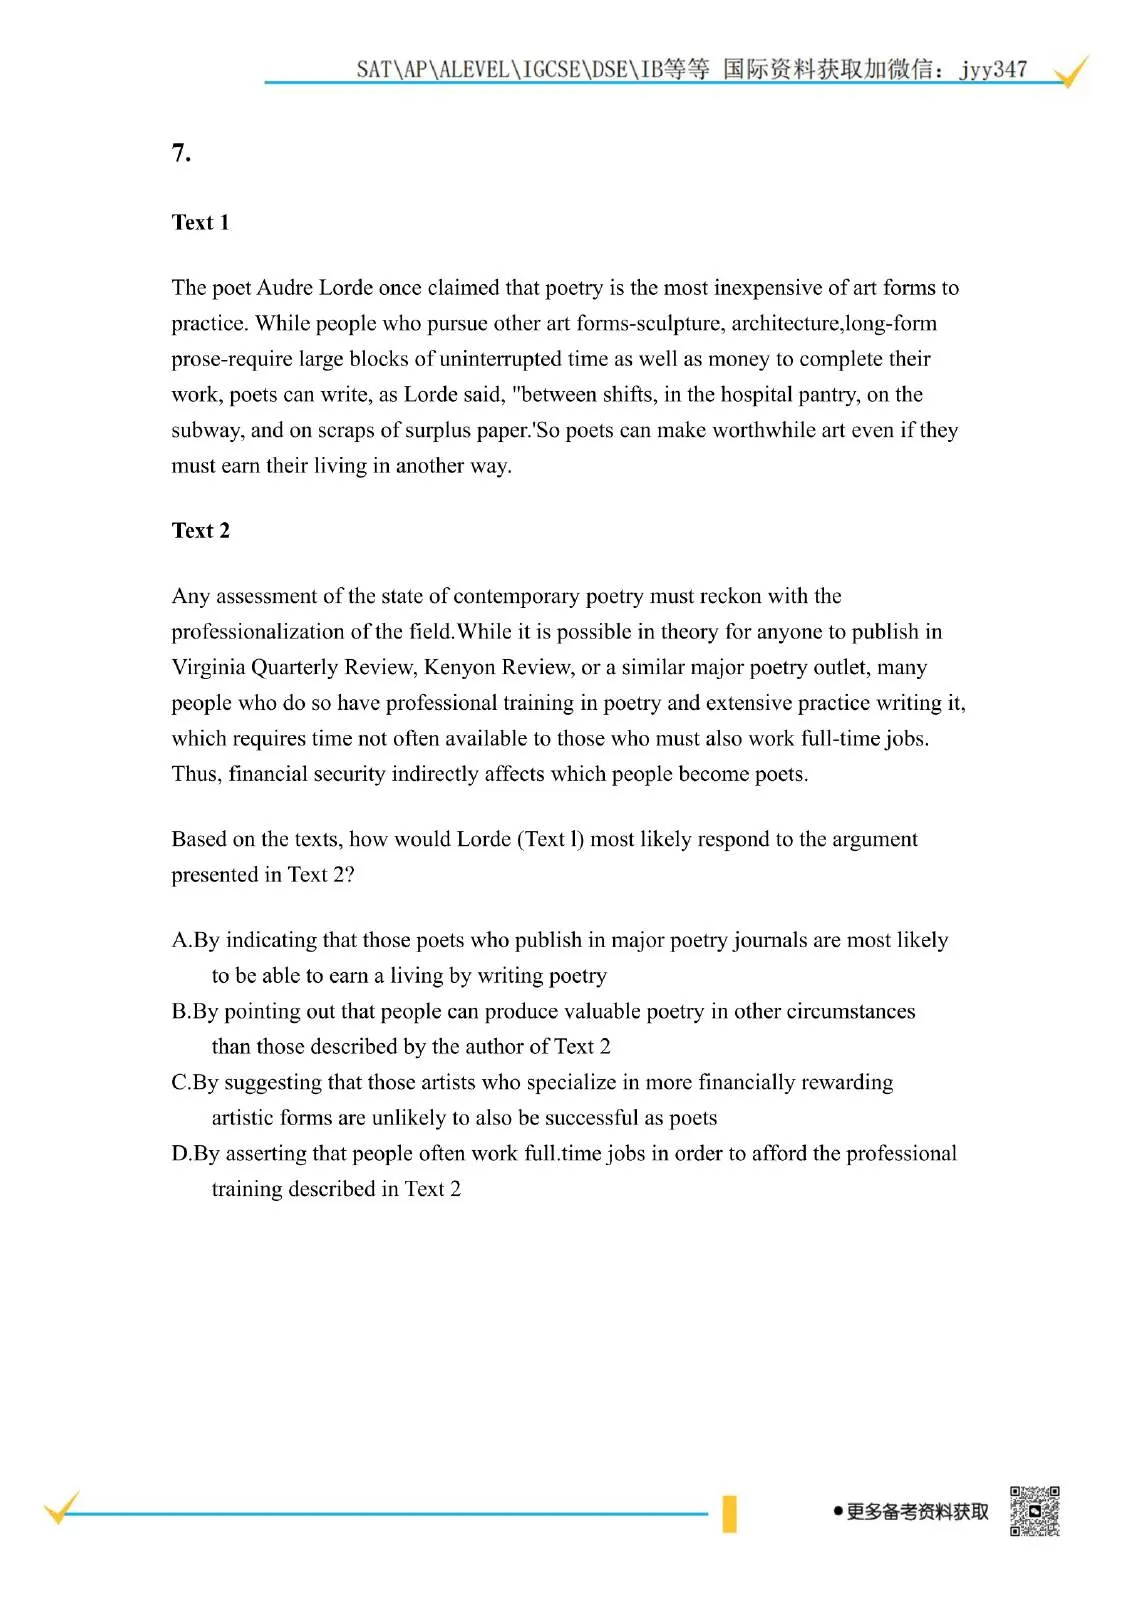 SAT\AP\ALEVEL\IGCSE\DSE\IB等等 国际资料获取加微信：jyy347
7.
Text 1
The poet Audre Lorde once claimed that poetry is the most inexpensive of art forms to
practice. While people who pursue other art forms-sculpture, architecture,long-form
prose-require large blocks of uninterrupted time as well as money to complete their
work, poets can write, as Lorde said, "between shifts, in the hospital pantry, on the
subway, and on scraps of surplus paper.'So poets can make worthwhile art even if they
must earn their living in another way.
Text 2
Any assessment of the state of contemporary poetry must reckon with the
professionalization of the field.While it is possible in theory for anyone to publish in
Virginia Quarterly Review, Kenyon Review, or a similar major poetry outlet, many
people who do so have professional training in poetry and extensive practice writing it,
which requires time not often available to those who must also work full-time jobs.
Thus, financial security indirectly affects which people become poets.
Based on the texts, how would Lorde (Text l) most likely respond to the argument
presented in Text 2?
A.By indicating that those poets who publish in major poetry journals are most likely
to be able to earn a living by writing poetry
B.By pointing out that people can produce valuable poetry in other circumstances
than those described by the author of Text 2
C.By suggesting that those artists who specialize in more financially rewarding
artistic forms are unlikely to also be successful as poets
D.By asserting that people often work full.time jobs in order to afford the professional
training described in Text 2
●更多备考资料获取